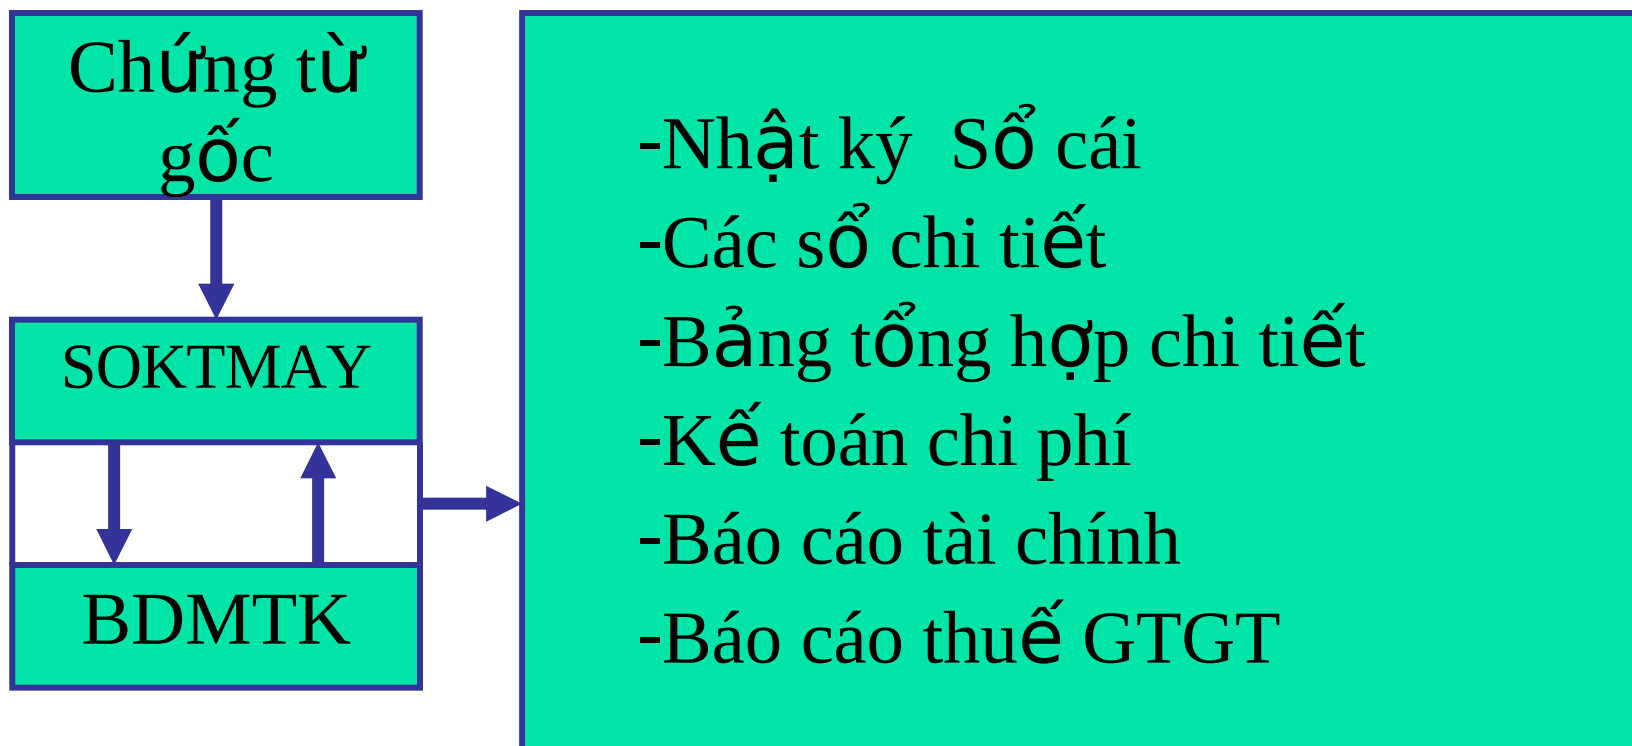 Chứng từ
gốc
SOKTMAY
BDMTK
-Nhật ký  Sổ cái
-Các sổ chi tiết
-Bảng tổng hợp chi tiết
-Kế toán chi phí
-Báo cáo tài chính
-Báo cáo thuế GTGT